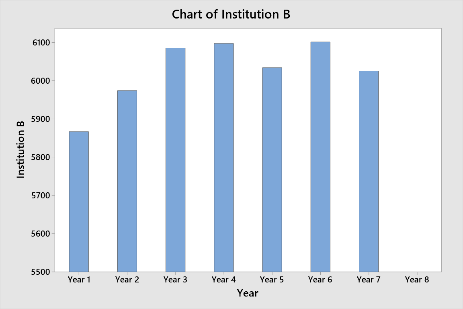 Chart of Institution B
Institution B
6100
6000
5900
5800
5700
5600
5500
Year 1 Year 2 Year 3 Year 4 Year 5 Year 6 Year 7 Year 8
Year